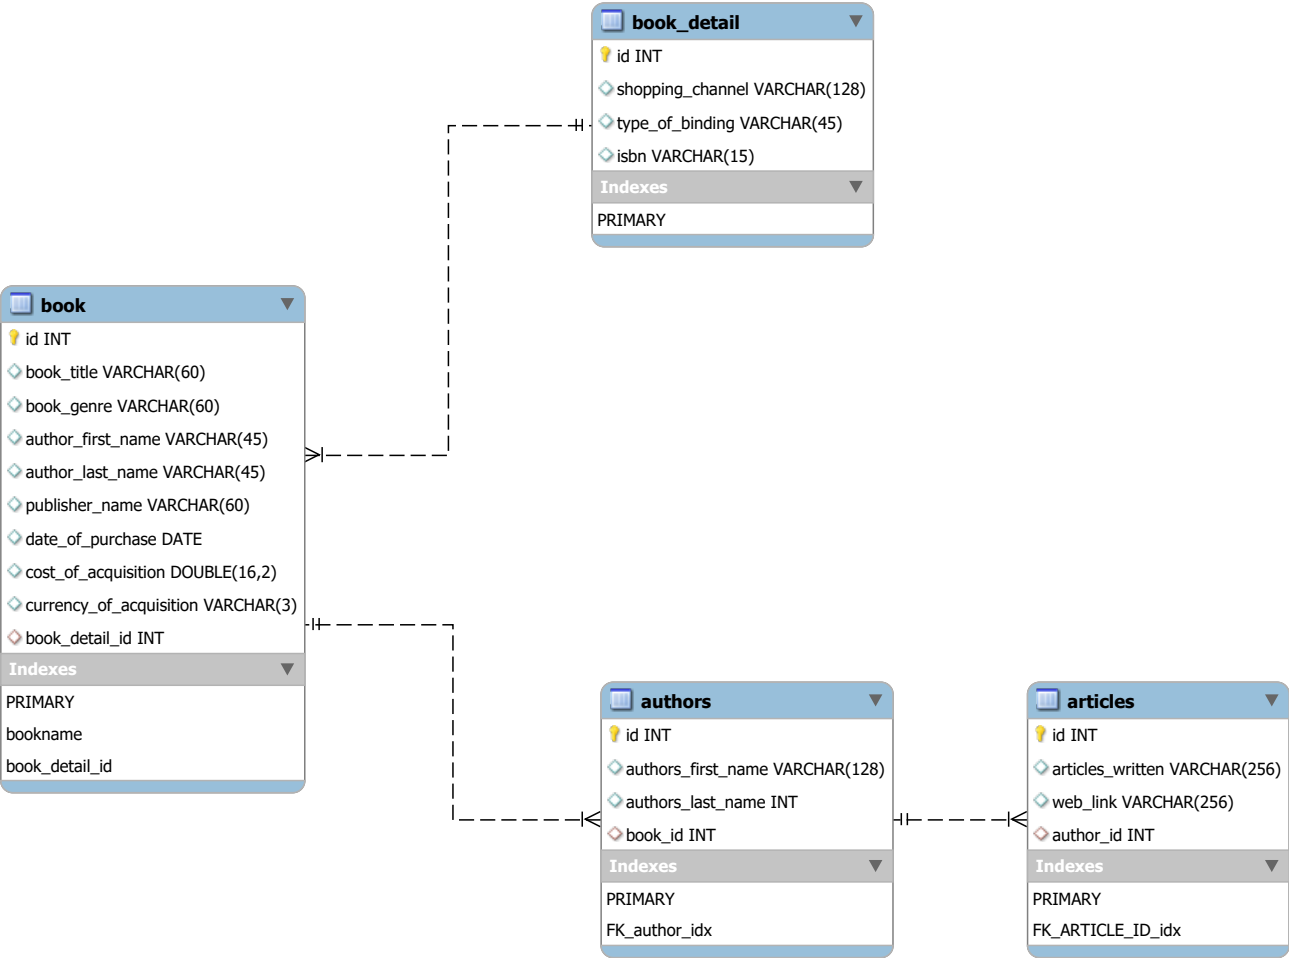 book_detail
id INT
shopping_channel VARCHAR(128)
type_of_binding VARCHAR(45)
isbn VARCHAR(15)
Indexes
PRIMARY
book
id INT
book_title VARCHAR(60)
book_genre VARCHAR(60)
author_first_name VARCHAR(45)
author_last_name VARCHAR(45)
publisher_name VARCHAR(60)
date_of_purchase DATE
cost_of_acquisition DOUBLE(16,2)
currency_of_acquisition VARCHAR(3)
book_detail_id INT
Indexes
PRIMARY
bookname
book_detail_id
authors
id INT
authors_first_name VARCHAR(128)
authors_last_name INT
book_id INT
Indexes
PRIMARY
FK_author_idx
articles
id INT
articles_written VARCHAR(256)
web_link VARCHAR(256)
author_id INT
Indexes
PRIMARY
FK_ARTICLE_ID_idx